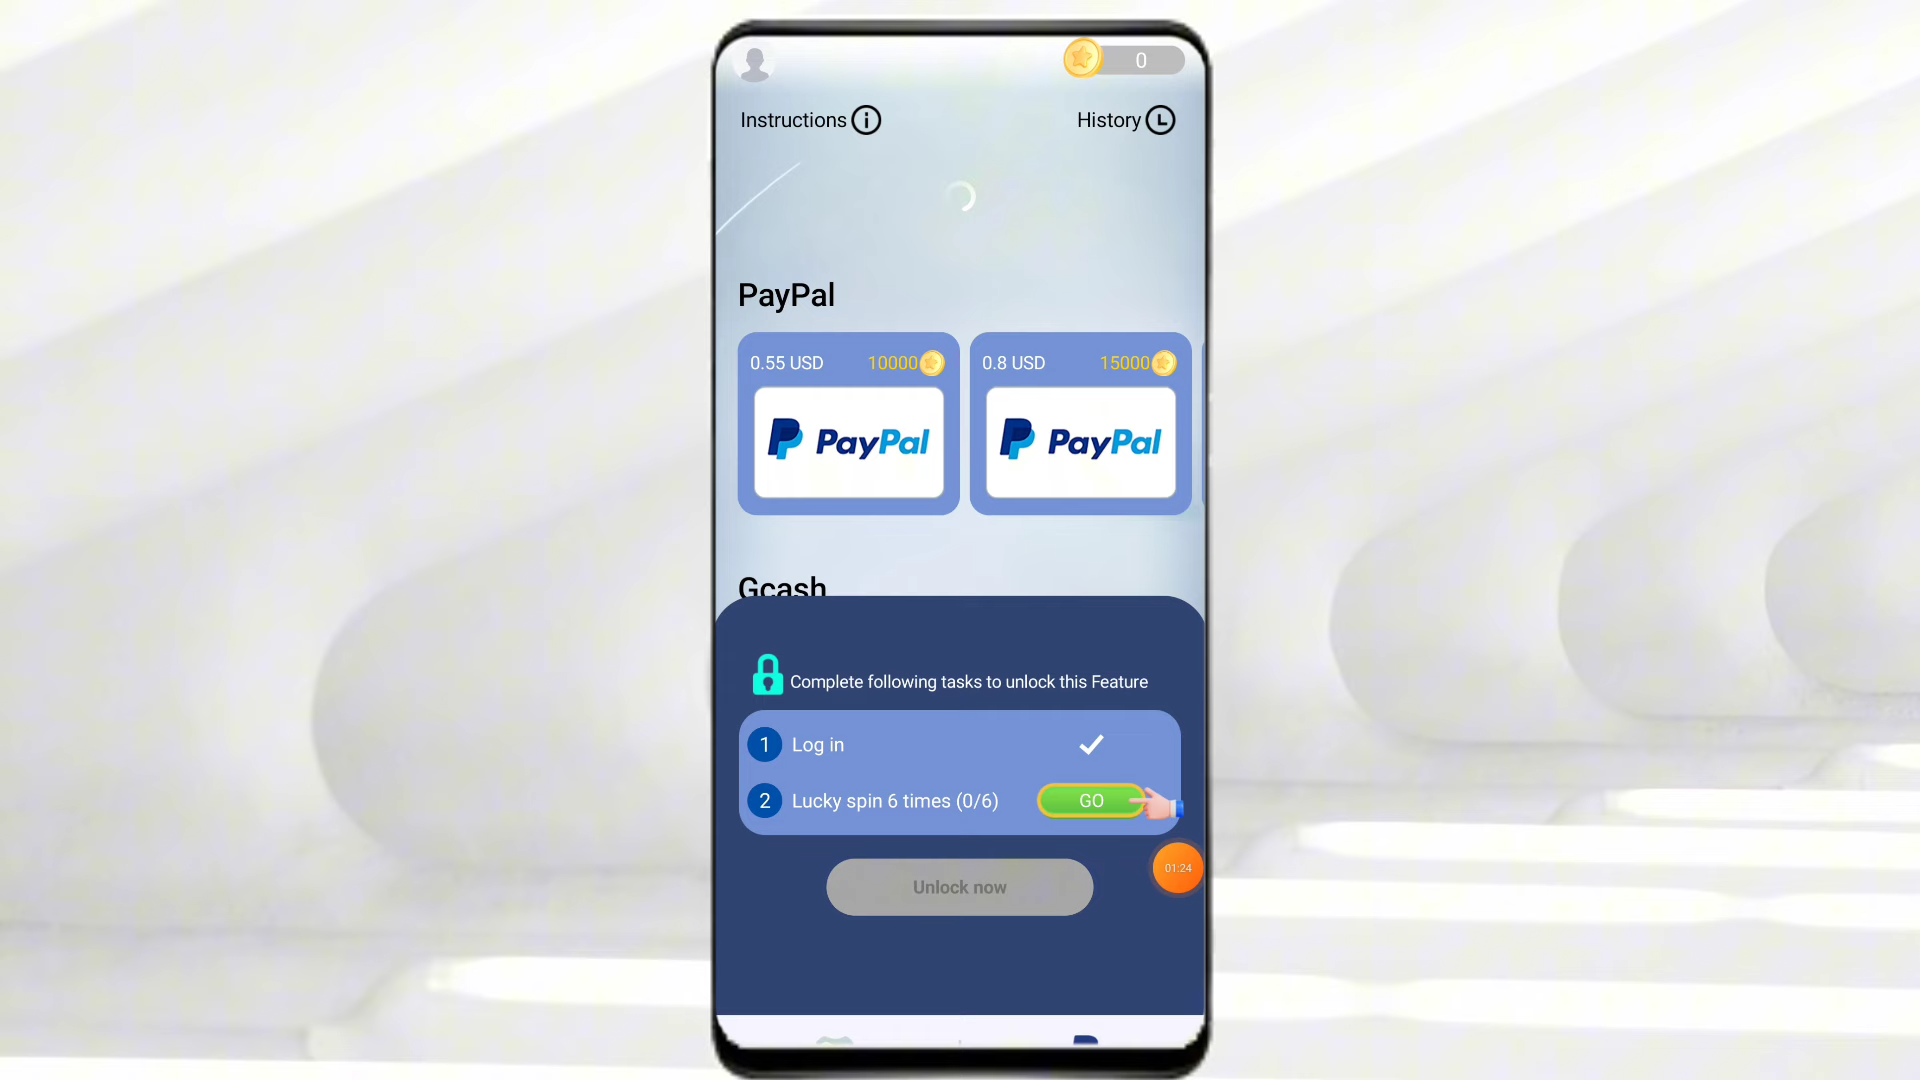 0
Instructions
History
PayPal
0.55 USD 10000
0.8 USD 15000
PayPal
PayPal
Gcash
Complete following tasks to unlock this Feature
1 Log in
2 Lucky spin 6 times (0/6) GO
01:24
Unlock now